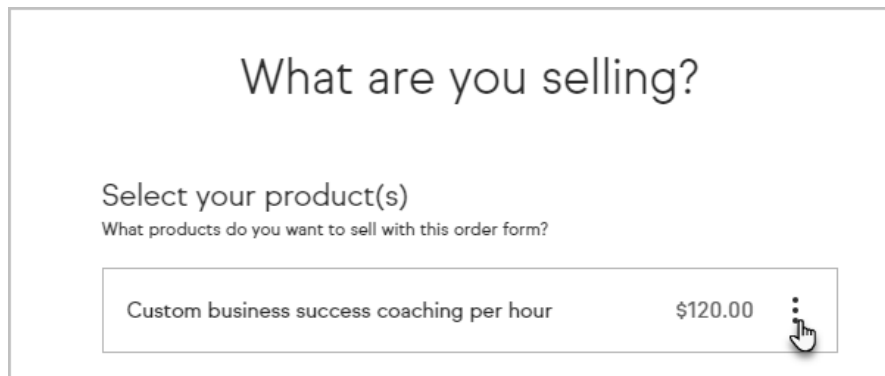 What are you selling?
Select your product(s)
What products do you want to sell with this order form?
Custom business success coaching per hour $120.00